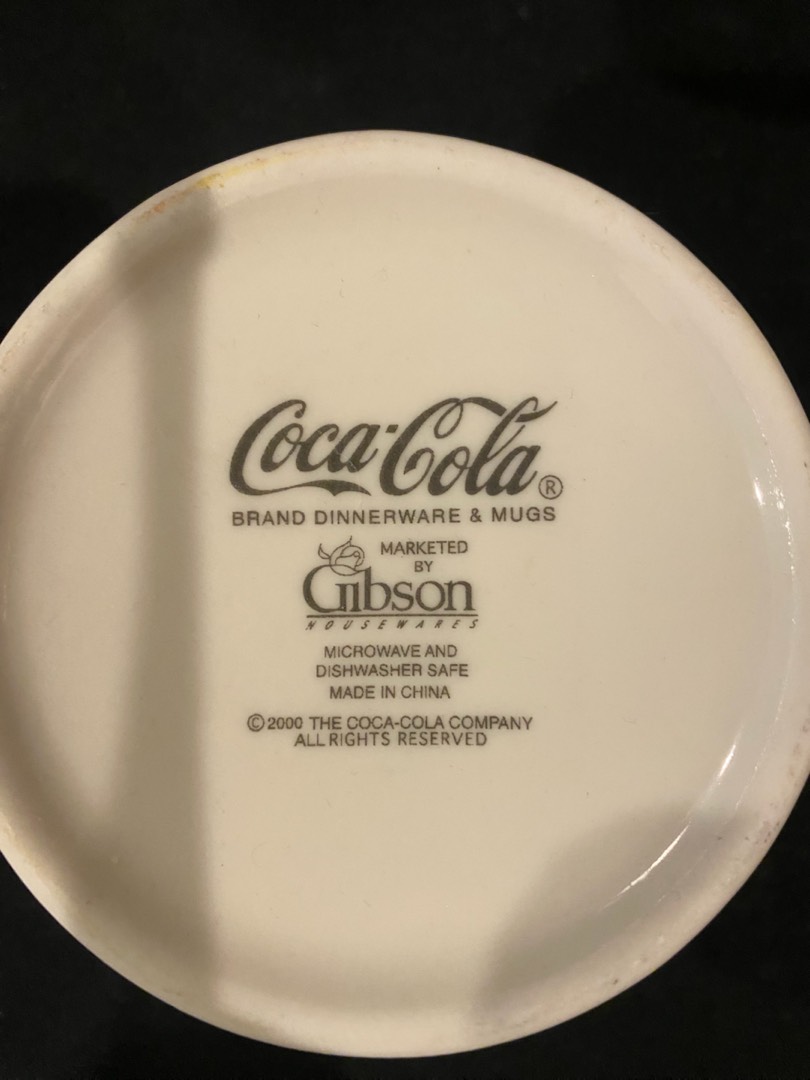 Coca-Cola®
BRAND DINNERWARE & MUGS
MARKETED
BY
Gibson
HOUSEWARES
MICROWAVE AND
DISHWASHER SAFE
MADE IN CHINA
©2000 THE COCA-COLA COMPANY
ALL RIGHTS RESERVED